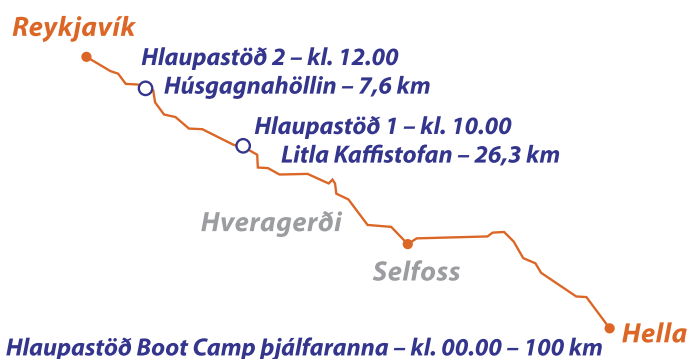 Reykjavík
Hlaupastöð 2 – kl. 12.00
Húsgagnahöllin – 7,6 km
Hlaupastöð 1 – kl. 10.00
Litla Kaffistofan – 26,3 km
Hveragerði
Selfoss
Hella
Hlaupastöð Boot Camp þjálfaranna – kl. 00.00 – 100 km